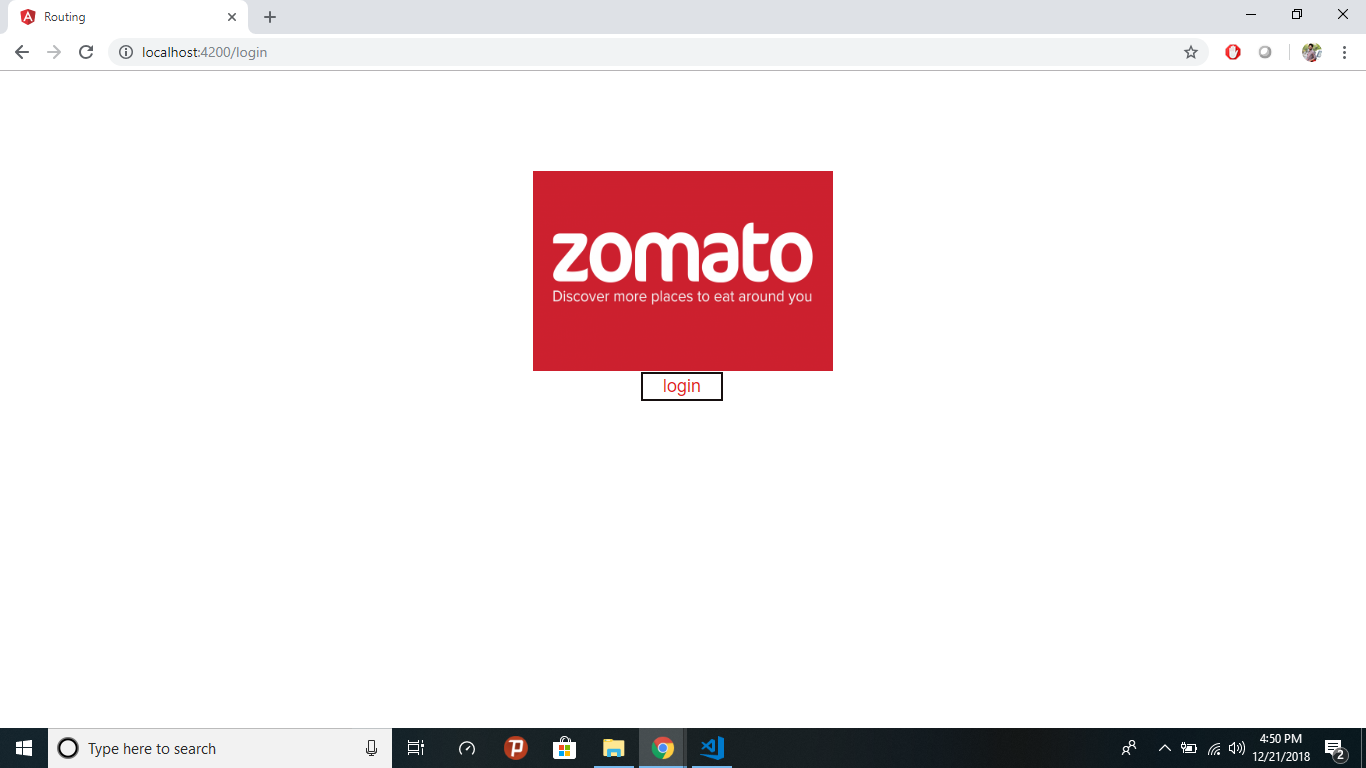 Routing
localhost:4200/login
zomato
Discover more places to eat around you
login
Type here to search
4:50 PM
12/21/2018
2